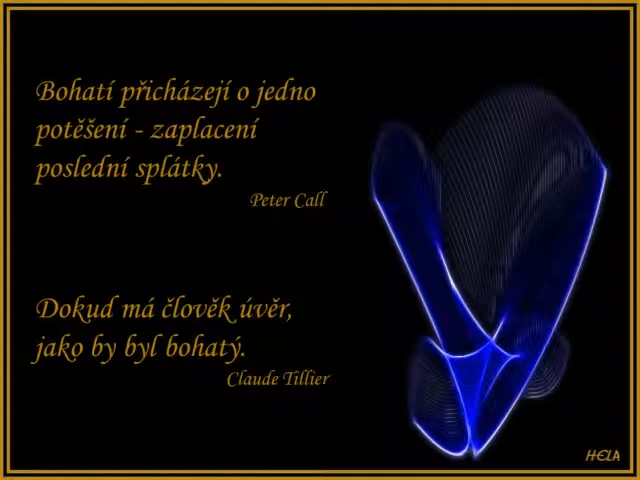 Bohatí přicházejí o jedno
potěšení - zaplacení
poslední splátky.
Peter Call
Dokud má člověk úvěr,
jako by byl bohatý.
Claude Tillier
HELA